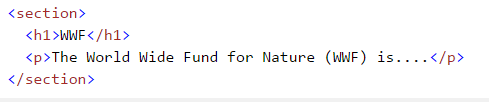 <section>
  <h1>WWF</h1>
  <p>The World Wide Fund for Nature (WWF) is....</p>
</section>